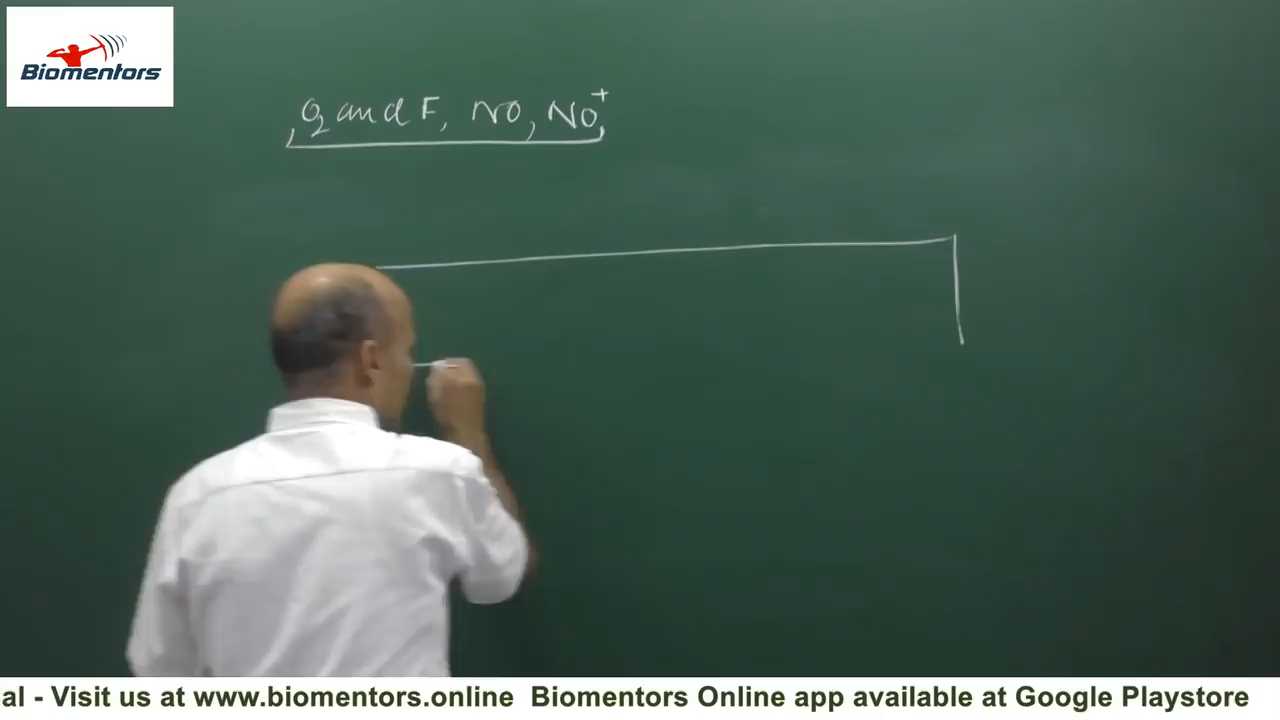 Biomentors
, O2 and F, NO, NO+,
al - Visit us at www.biomentors.online Biomentors Online app available at Google Playstore